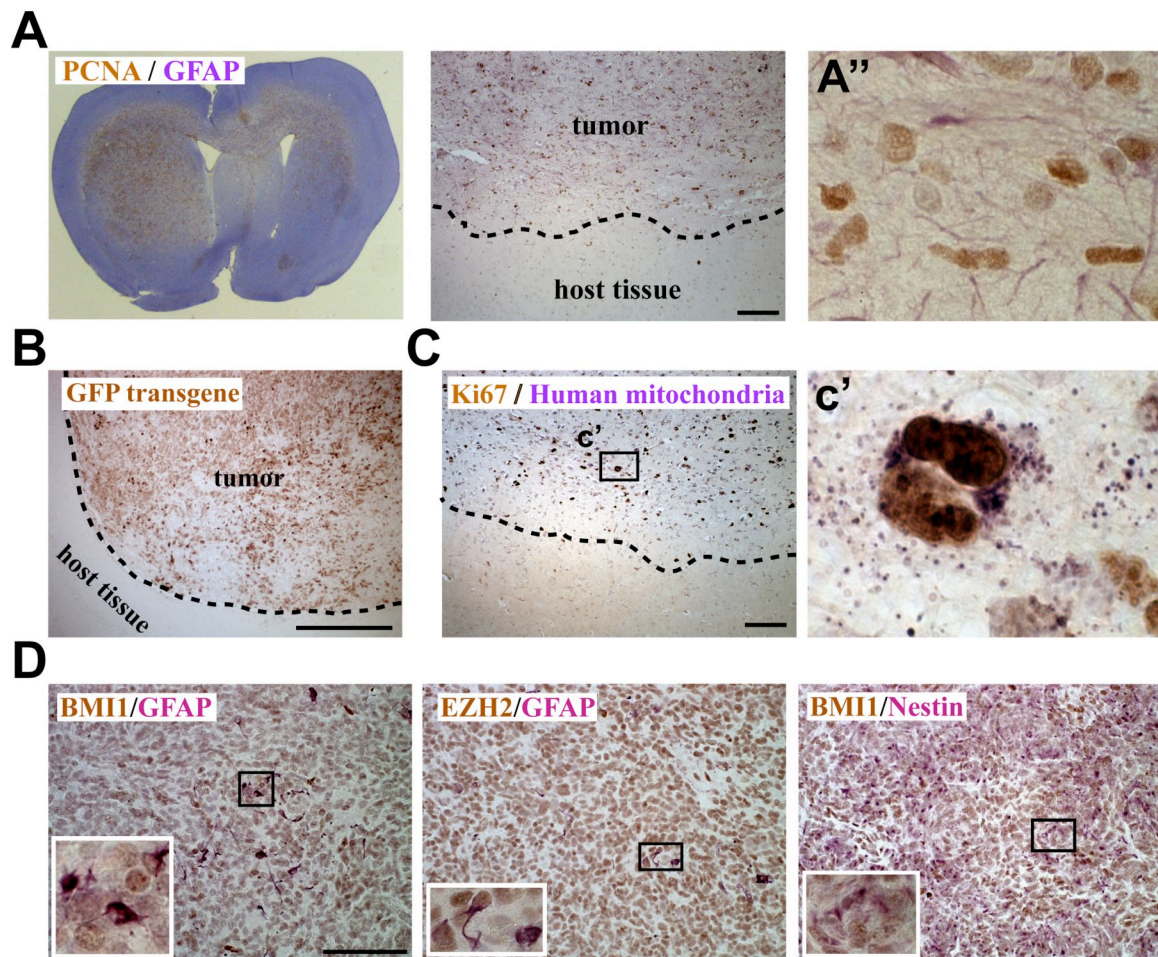 A
PCNA / GFAP
tumor
host tissue
A’’
B
GFP transgene
tumor
host tissue
C
Ki67 / Human mitochondria
c’
c’
D
BMI1/GFAP
EZH2/GFAP
BMI1/Nestin